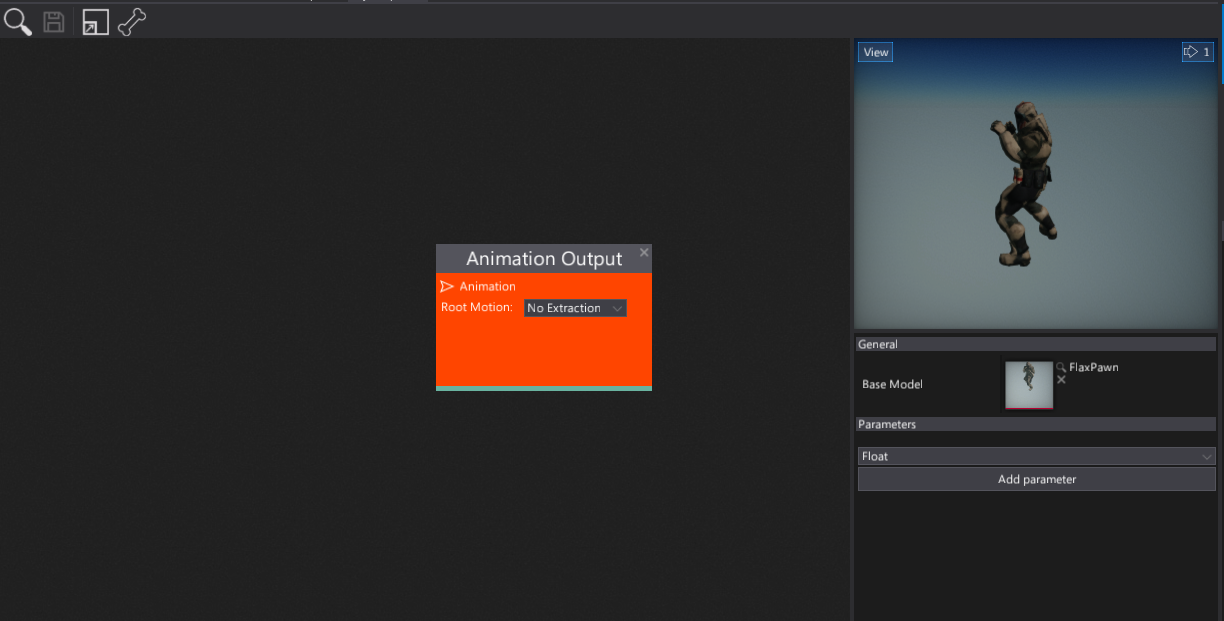 View
1
Animation Output
Animation
Root Motion: No Extraction
General
Base Model
FlaxPawn
Parameters
Float
Add parameter